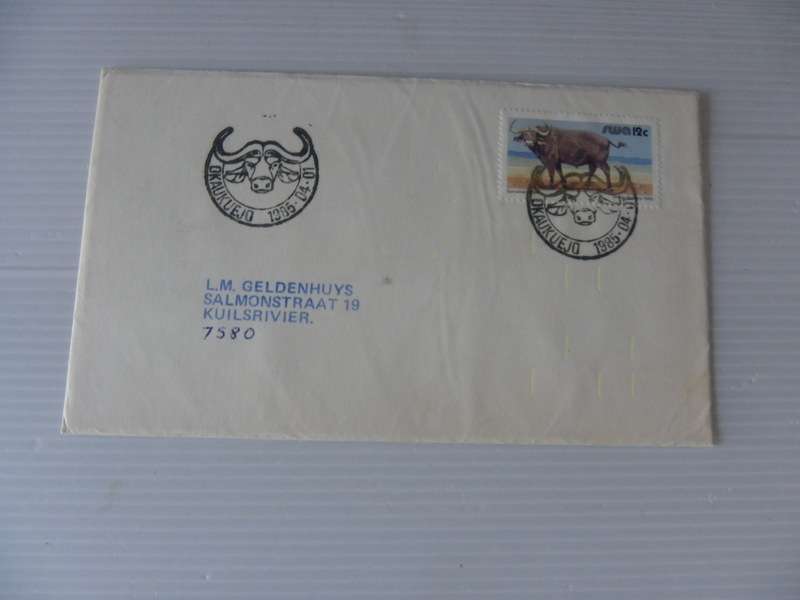 swa 12c
OKAUKUEJO 1985-04-01
OKAUKUEJO 1985-04-01
L.M. GELDENHUYS
SALMONSTRAAT 19
KUILSRIVIER.
7580